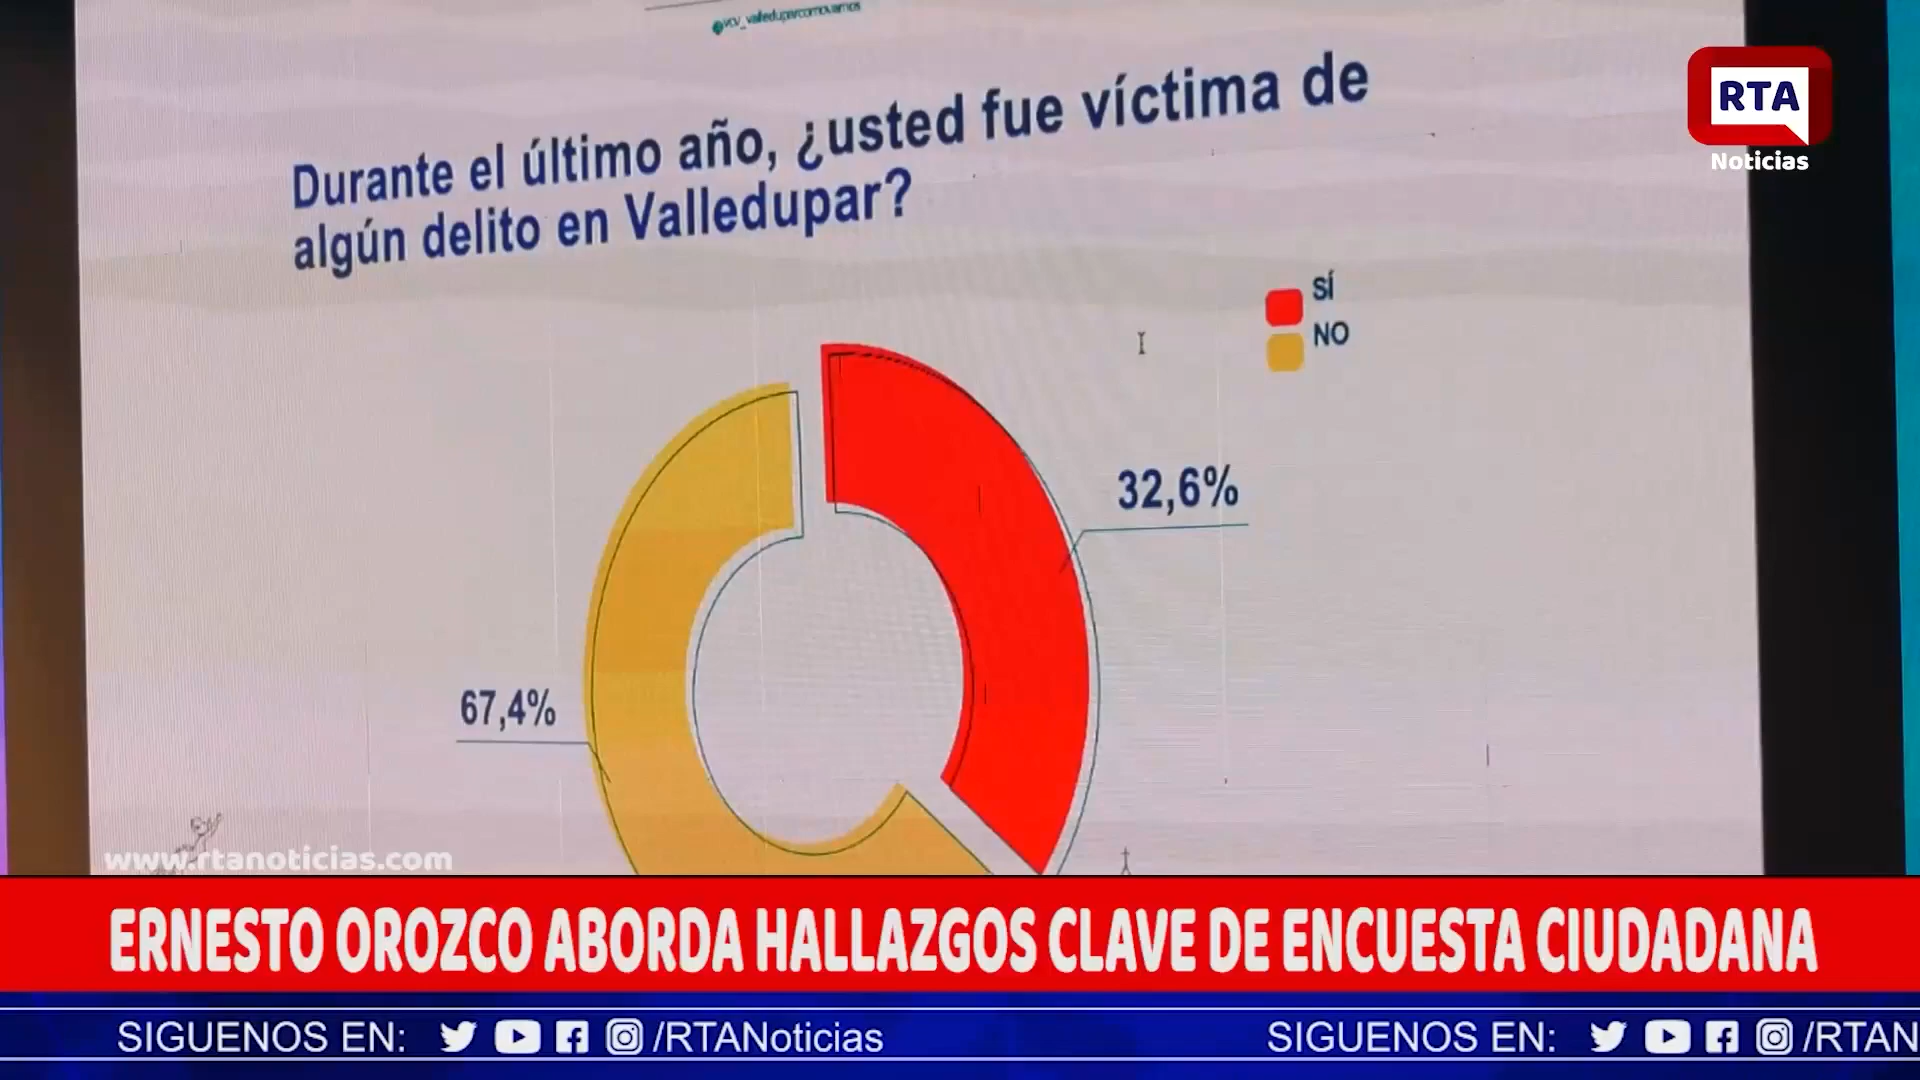 @vcv_valleduparcomovamos
Durante el último año, ¿usted fue víctima de
algún delito en Valledupar?
RTA
Noticias
SÍ
NO
32,6%
67,4%
www.rtanoticias.com
ERNESTO OROZCO ABORDA HALLAZGOS CLAVE DE ENCUESTA CIUDADANA
SIGUENOS EN: /RTANoticias
SIGUENOS EN: /RTAN